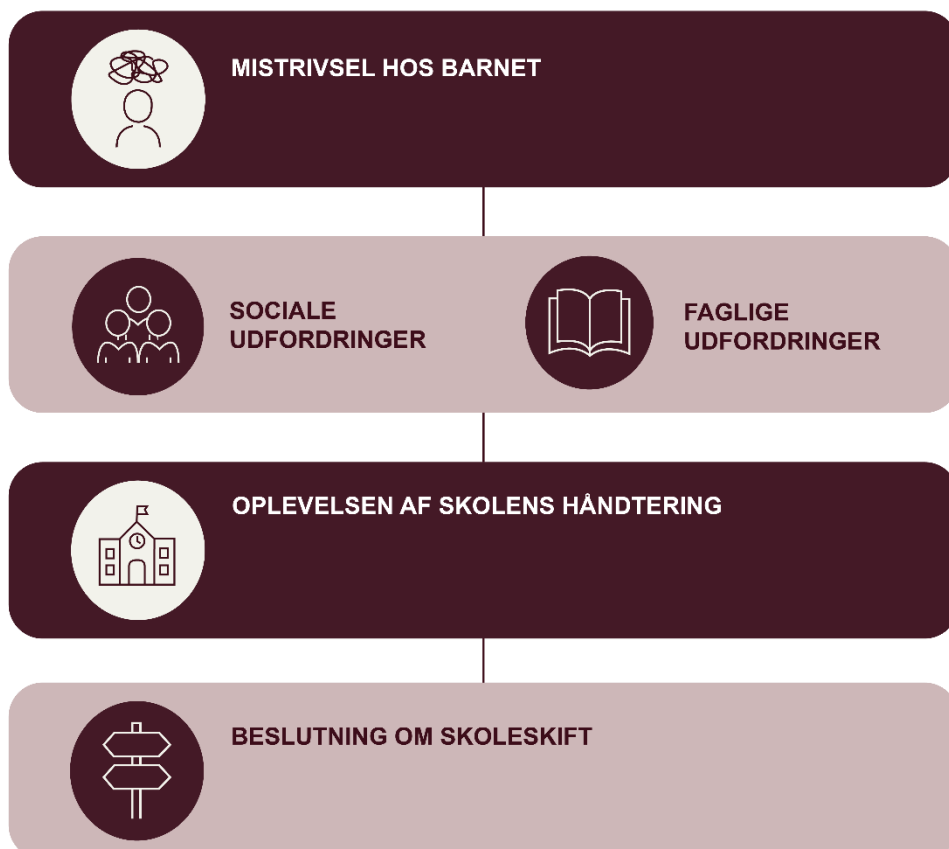 MISTRIVSEL HOS BARNET
SOCIALE
UDFORDRINGER
FAGLIGE
UDFORDRINGER
OPLEVELSEN AF SKOLENS HÅNDTERING
BESLUTNING OM SKOLESKIFT